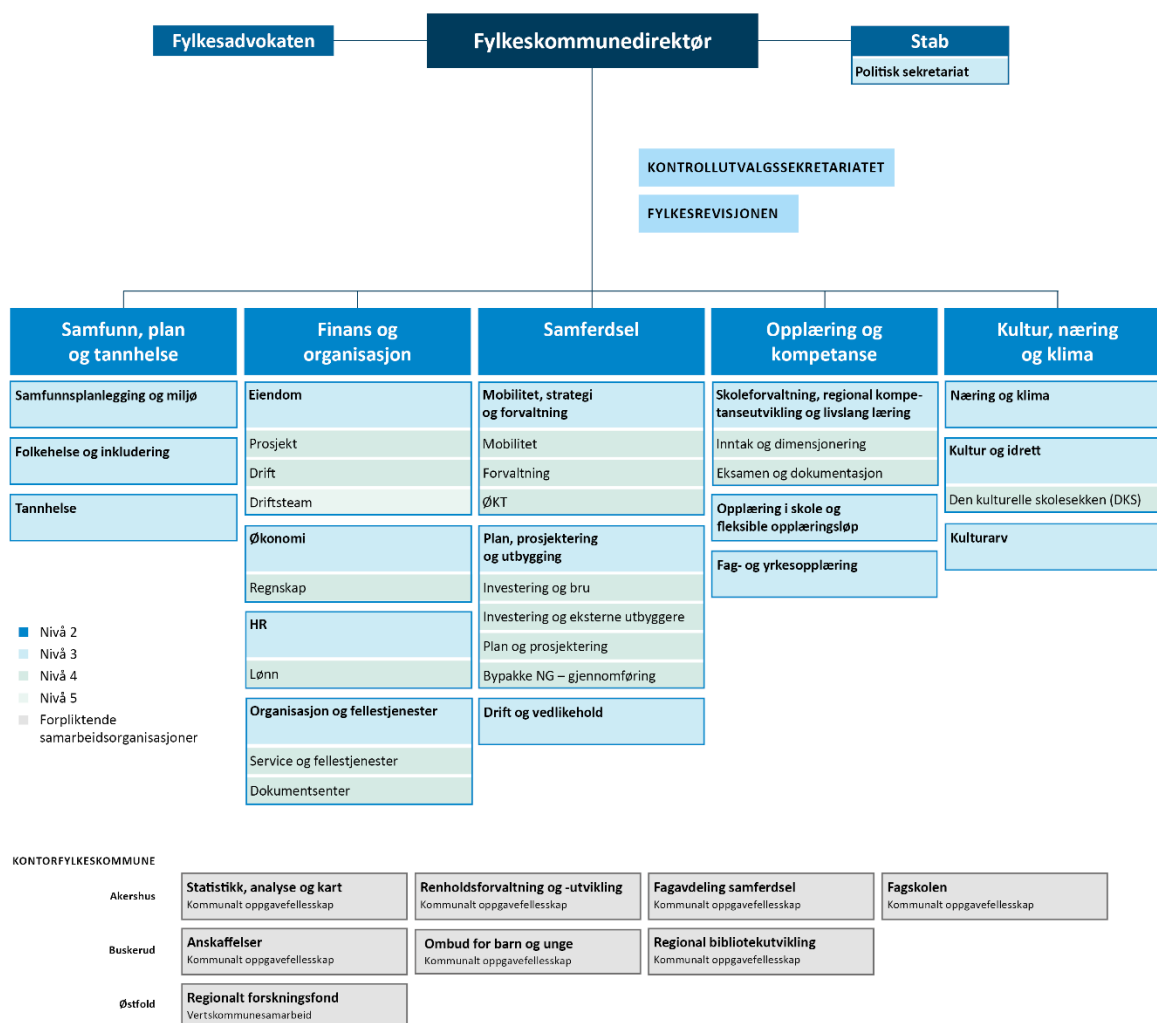 Fylkesadvokaten
Fylkeskommunedirektør
Stab
Politisk sekretariat
KONTROLLUTVALGSSEKRETARIATET
FYLKESREVISJONEN
Samfunn, plan
og tannhelse
Samfunnsplanlegging og miljø
Folkehelse og inkludering
Tannhelse
Finans og
organisasjon
Eiendom
Prosjekt
Drift
Driftsteam
Økonomi
Regnskap
HR
Lønn
Organisasjon og fellestjenester
Service og fellestjenester
Dokumentsenter
Samferdsel
Mobilitet, strategi
og forvaltning
Mobilitet
Forvaltning
ØKT
Plan, prosjektering
og utbygging
Investering og bru
Investering og eksterne utbyggere
Plan og prosjektering
Bypakke NG – gjennomføring
Drift og vedlikehold
Opplæring og
kompetanse
Skoleforvaltning, regional kompe-
tanseutvikling og livslang læring
Inntak og dimensjonering
Eksamen og dokumentasjon
Opplæring i skole og
fleksible opplæringsløp
Fag- og yrkesopplæring
Kultur, næring
og klima
Næring og klima
Kultur og idrett
Den kulturelle skolesekken (DKS)
Kulturarv
Nivå 2
Nivå 3
Nivå 4
Nivå 5
Forpliktende
samarbeidsorganisasjoner
KONTORFYLKESKOMMUNE
Akershus
Statistikk, analyse og kart
Kommunalt oppgavefellesskap
Renholdsforvaltning og -utvikling
Kommunalt oppgavefellesskap
Fagavdeling samferdsel
Kommunalt oppgavefellesskap
Fagskolen
Kommunalt oppgavefellesskap
Buskerud
Anskaffelser
Kommunalt oppgavefellesskap
Ombud for barn og unge
Kommunalt oppgavefellesskap
Regional bibliotekutvikling
Kommunalt oppgavefellesskap
Østfold
Regionalt forskningsfond
Vertskommunesamarbeid